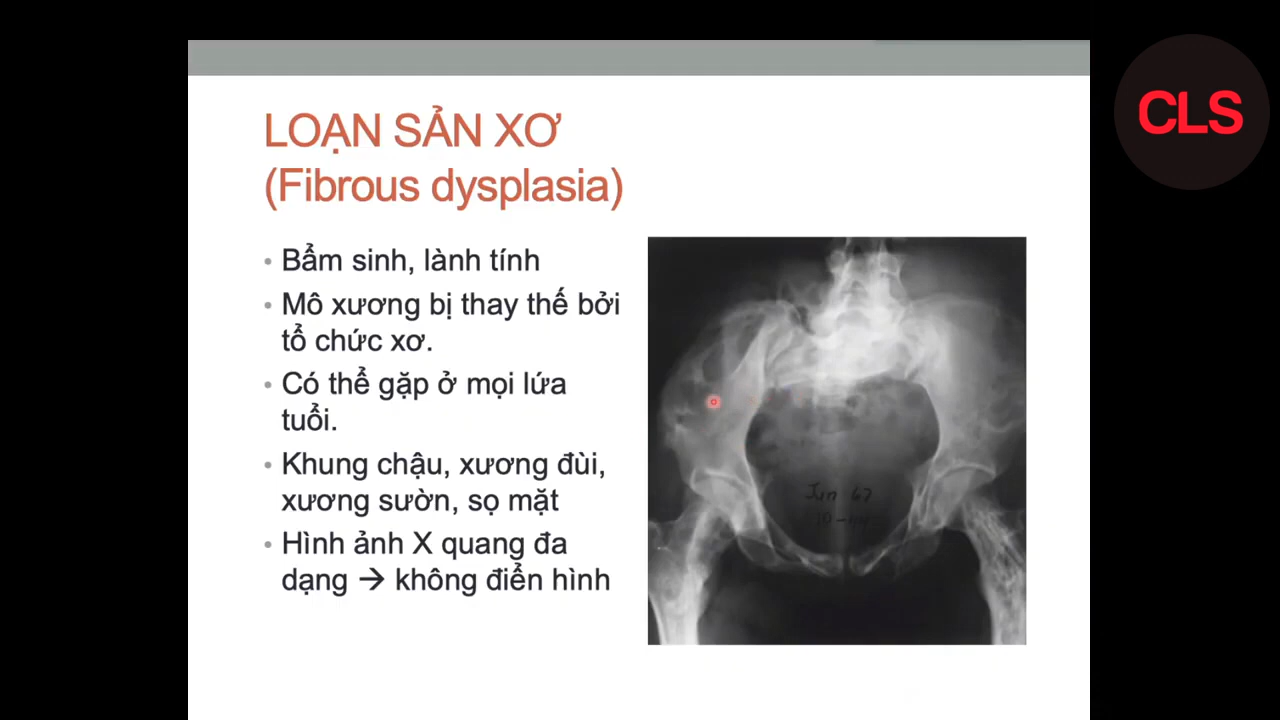 CLS
LOẠN SẢN XƠ
(Fibrous dysplasia)
• Bẩm sinh, lành tính
• Mô xương bị thay thế bởi
tổ chức xơ.
• Có thể gặp ở mọi lứa
tuổi.
• Khung chậu, xương đùi,
xương sườn, sọ mặt
• Hình ảnh X quang đa
dạng → không điển hình
Jun 67